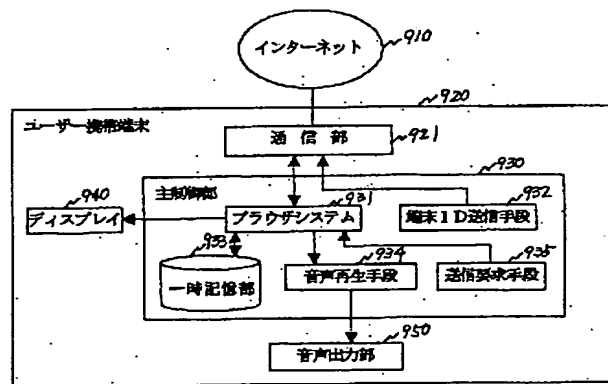 インターネット
910
920
ユーザー携帯端末
通信部
921
930
940
主制御部
931
932
ディスプレイ
ブラウザシステム
端末ID送信手段
933
934
935
一時記憶部
音声再生手段
送信要求手段
950
音声出力部